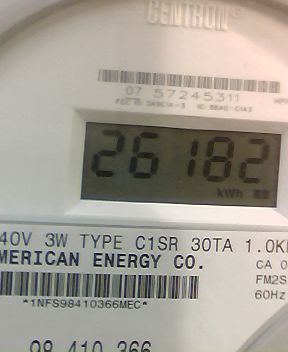 CENTRON®
07 57245311
26182
kWh
40V 3W TYPE C1SR 30TA 1.0K
MERICAN ENERGY CO.
CA 0
FM2S
*1NFS98410366MEC*
60Hz
98 410 366